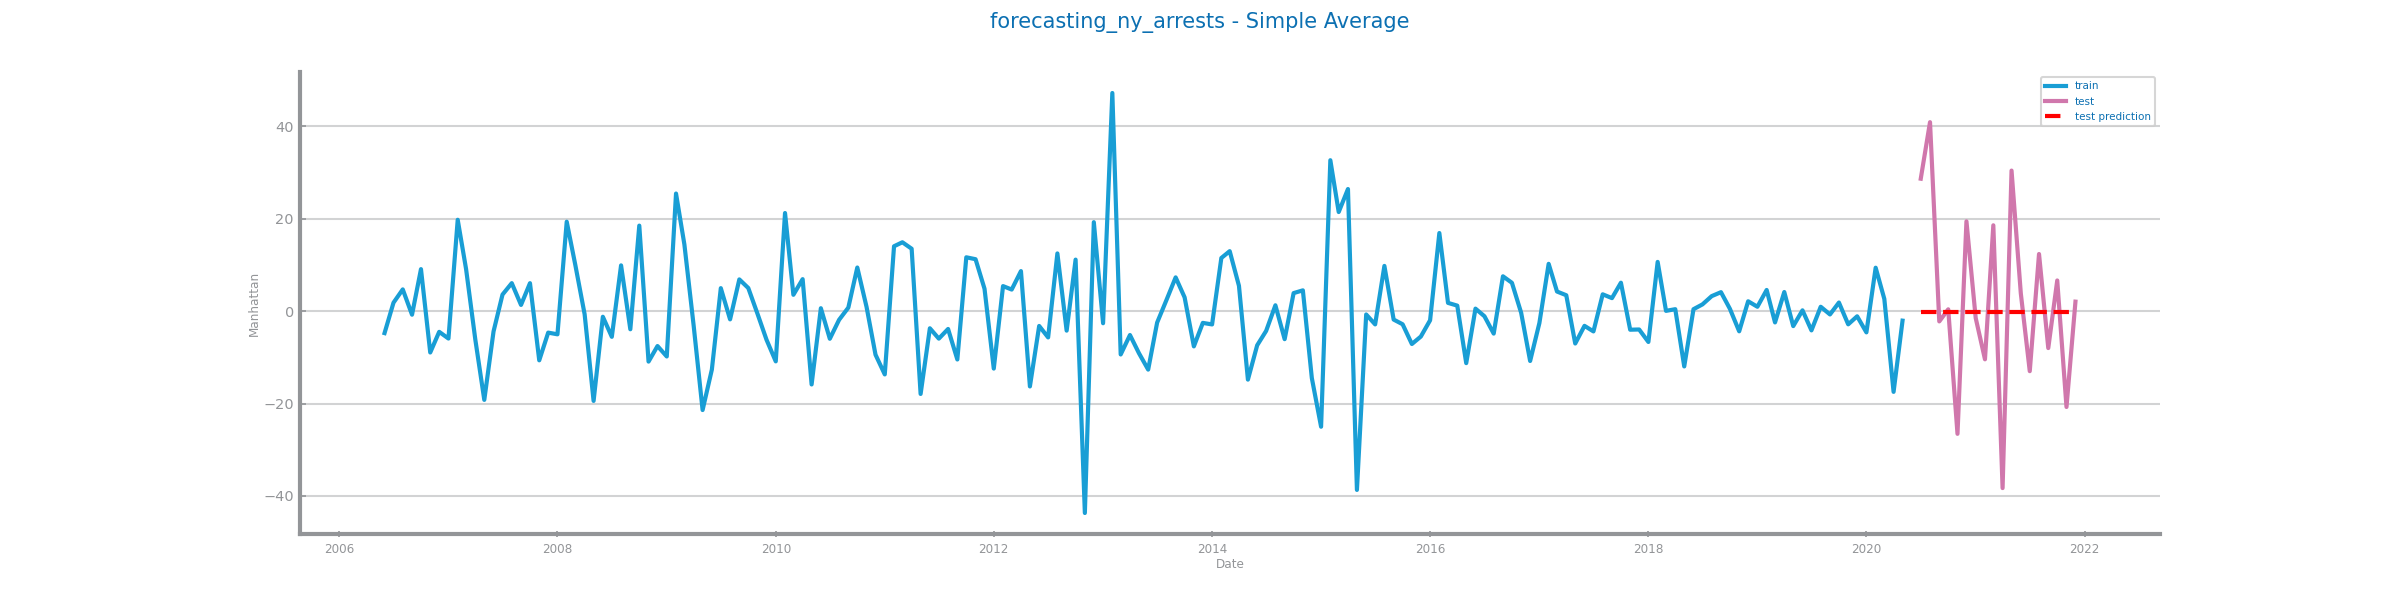 forecasting_ny_arrests - Simple Average
train
test
test prediction
40
20
0
−20
−40
Manhattan
2006 2008 2010 2012 2014 2016 2018 2020 2022
Date